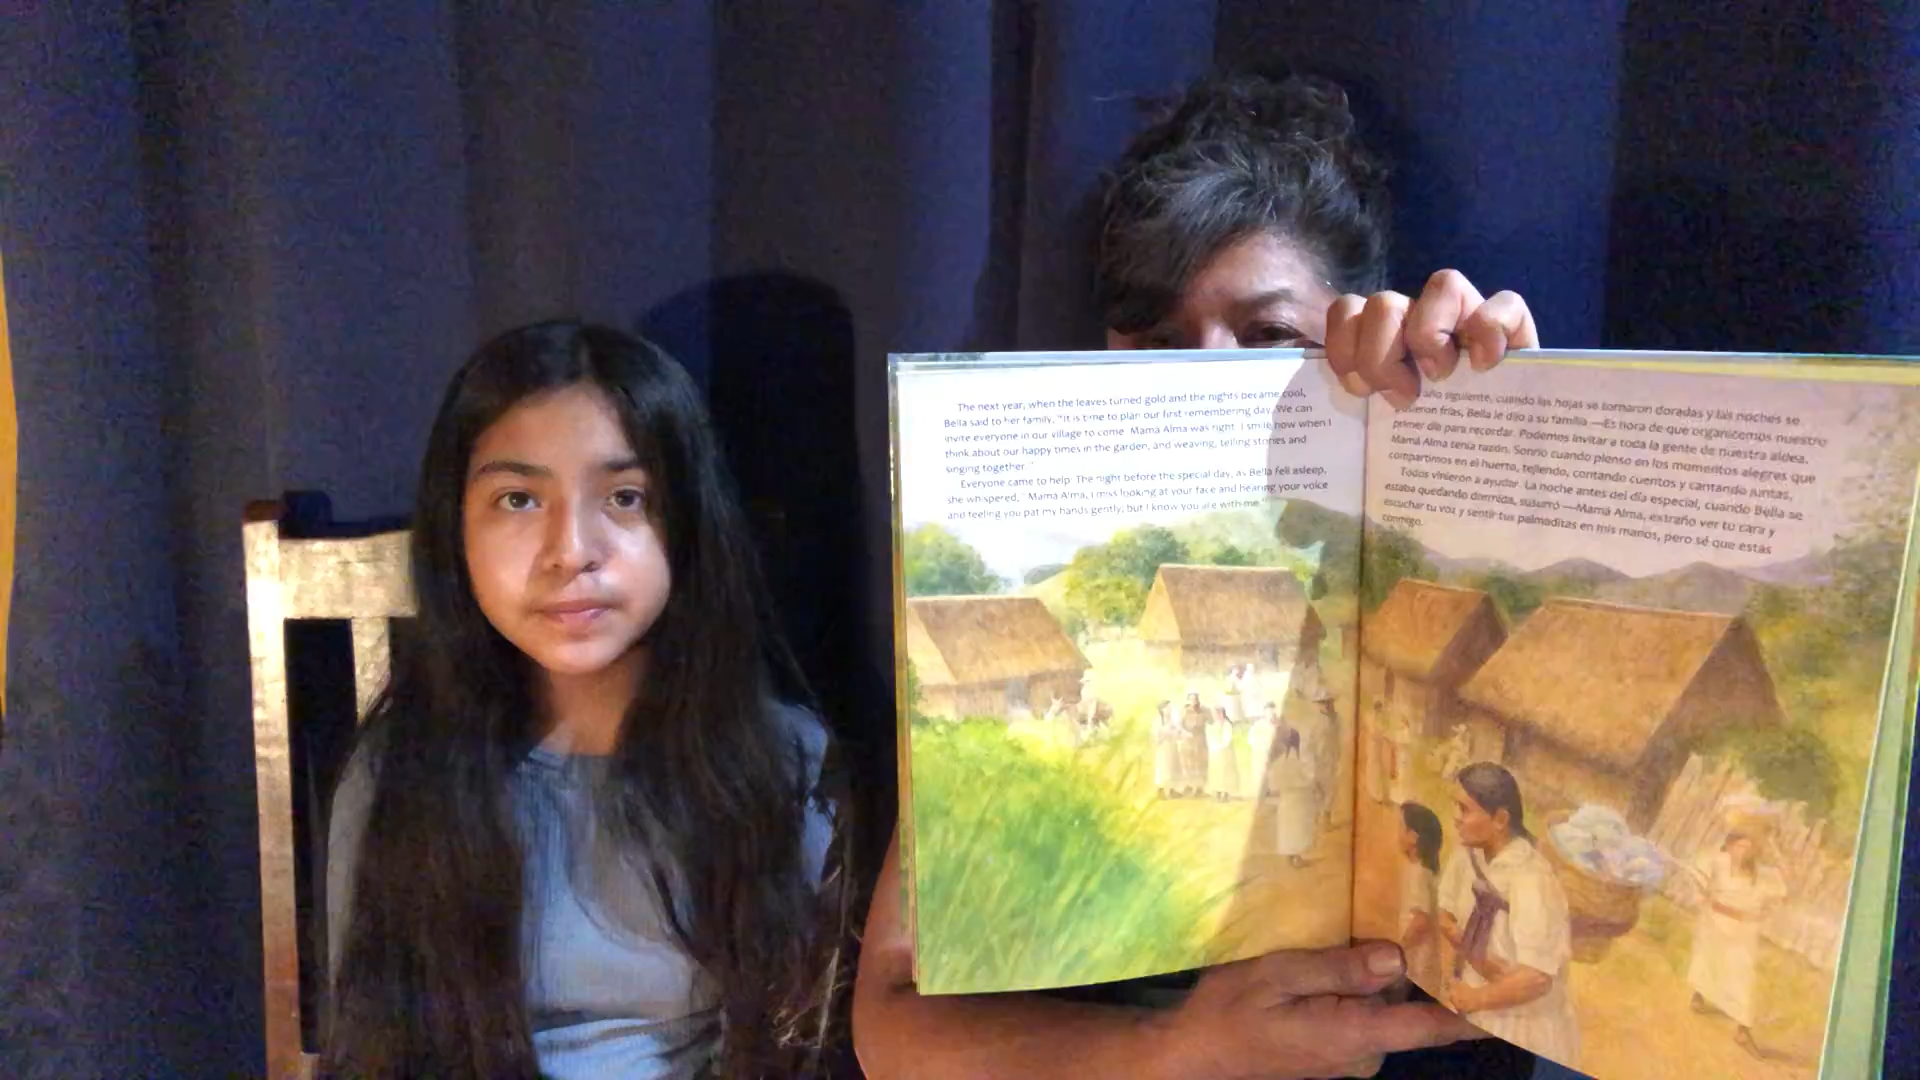 The next year, when the leaves turned gold and the nights became cool,
Bella said to her family, "It is time to plan our first remembering day. We can
invite everyone in our village to come. Mamá Alma was right. I smile now when I
think about our happy times in the garden, and weaving, telling stories and
singing together."
Everyone came to help. The night before the special day, as Bella fell asleep,
she whispered, "Mamá Alma, I miss looking at your face and hearing your voice
and feeling you pat my hands gently, but I know you are with me."
año siguiente, cuando las hojas se tornaron doradas y las noches se
pusieron frías, Bella le dijo a su familia —Es hora de que organicemos nuestro
primer día para recordar. Podemos invitar a toda la gente de nuestra aldea.
Mamá Alma tenía razón. Sonrío cuando pienso en los momentos alegres que
compartimos en el huerto, tejiendo, contando cuentos y cantando juntas.
Todos vinieron a ayudar. La noche antes del día especial, cuando Bella se
estaba quedando dormida, susurró —Mamá Alma, extraño ver tu cara y
escuchar tu voz y sentir tus palmaditas en mis manos, pero sé que estás
conmigo.